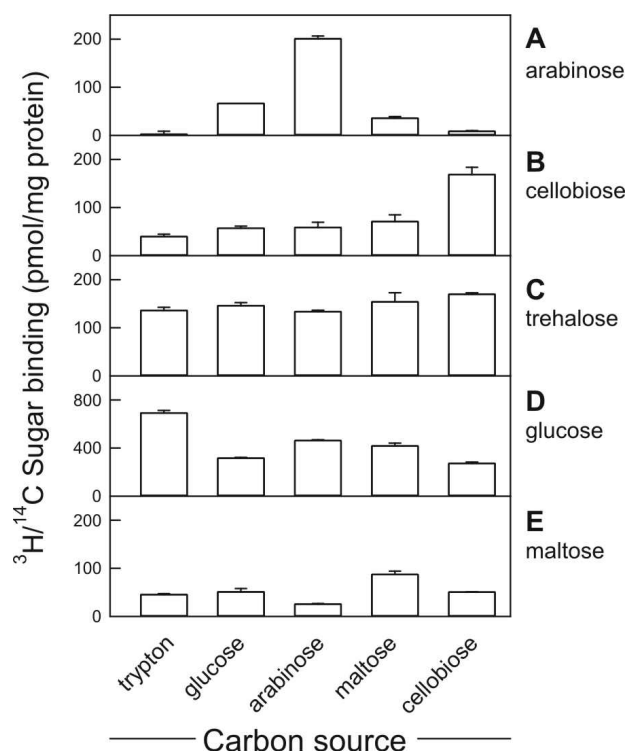 ³H/¹⁴C Sugar binding (pmol/mg protein)
200
100
0
A
arabinose
200
100
0
B
cellobiose
200
100
0
C
trehalose
800
400
0
D
glucose
200
100
0
E
maltose
trypton
glucose
arabinose
maltose
cellobiose
Carbon source